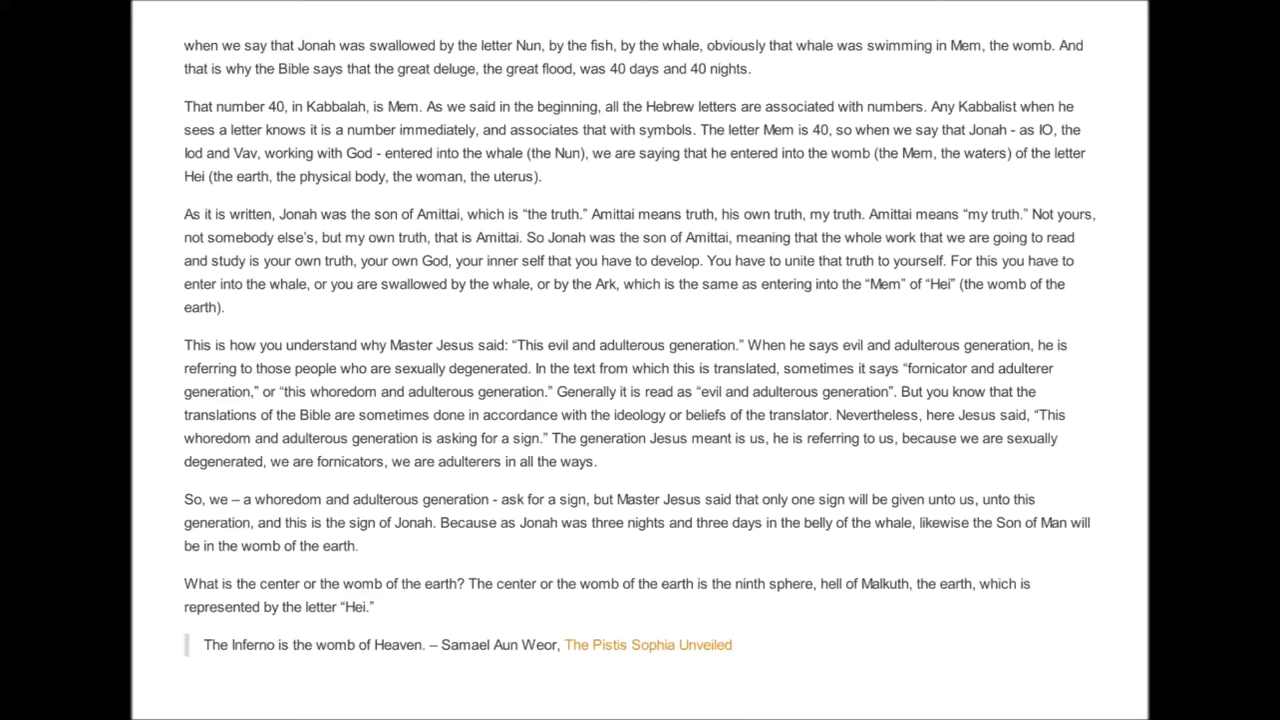 when we say that Jonah was swallowed by the letter Nun, by the fish, by the whale, obviously that whale was swimming in Mem, the womb. And
that is why the Bible says that the great deluge, the great flood, was 40 days and 40 nights.
That number 40, in Kabbalah, is Mem. As we said in the beginning, all the Hebrew letters are associated with numbers. Any Kabbalist when he
sees a letter knows it is a number immediately, and associates that with symbols. The letter Mem is 40, so when we say that Jonah - as IO, the
Iod and Vav, working with God - entered into the whale (the Nun), we are saying that he entered into the womb (the Mem, the waters) of the letter
Hei (the earth, the physical body, the woman, the uterus).
As it is written, Jonah was the son of Amittai, which is “the truth.” Amittai means truth, his own truth, my truth. Amittai means “my truth.” Not yours,
not somebody else’s, but my own truth, that is Amittai. So Jonah was the son of Amittai, meaning that the whole work that we are going to read
and study is your own truth, your own God, your inner self that you have to develop. You have to unite that truth to yourself. For this you have to
enter into the whale, or you are swallowed by the whale, or by the Ark, which is the same as entering into the “Mem” of “Hei” (the womb of the
earth).
This is how you understand why Master Jesus said: “This evil and adulterous generation.” When he says evil and adulterous generation, he is
referring to those people who are sexually degenerated. In the text from which this is translated, sometimes it says “fornicator and adulterer
generation,” or “this whoredom and adulterous generation.” Generally it is read as “evil and adulterous generation”. But you know that the
translations of the Bible are sometimes done in accordance with the ideology or beliefs of the translator. Nevertheless, here Jesus said, “This
whoredom and adulterous generation is asking for a sign.” The generation Jesus meant is us, he is referring to us, because we are sexually
degenerated, we are fornicators, we are adulterers in all the ways.
So, we – a whoredom and adulterous generation - ask for a sign, but Master Jesus said that only one sign will be given unto us, unto this
generation, and this is the sign of Jonah. Because as Jonah was three nights and three days in the belly of the whale, likewise the Son of Man will
be in the womb of the earth.
What is the center or the womb of the earth? The center or the womb of the earth is the ninth sphere, hell of Malkuth, the earth, which is
represented by the letter “Hei.”
The Inferno is the womb of Heaven. – Samael Aun Weor, The Pistis Sophia Unveiled